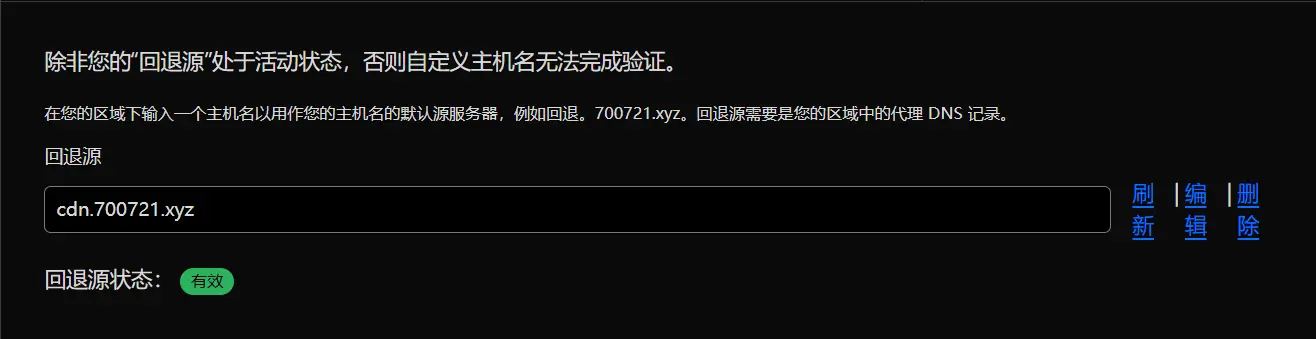 除非您的“回退源”处于活动状态，否则自定义主机名无法完成验证。
在您的区域下输入一个主机名以用作您的主机名的默认源服务器，例如回退。700721.xyz。回退源需要是您的区域中的代理 DNS 记录。
回退源
cdn.700721.xyz
刷新 | 编辑 | 删除
回退源状态： 有效